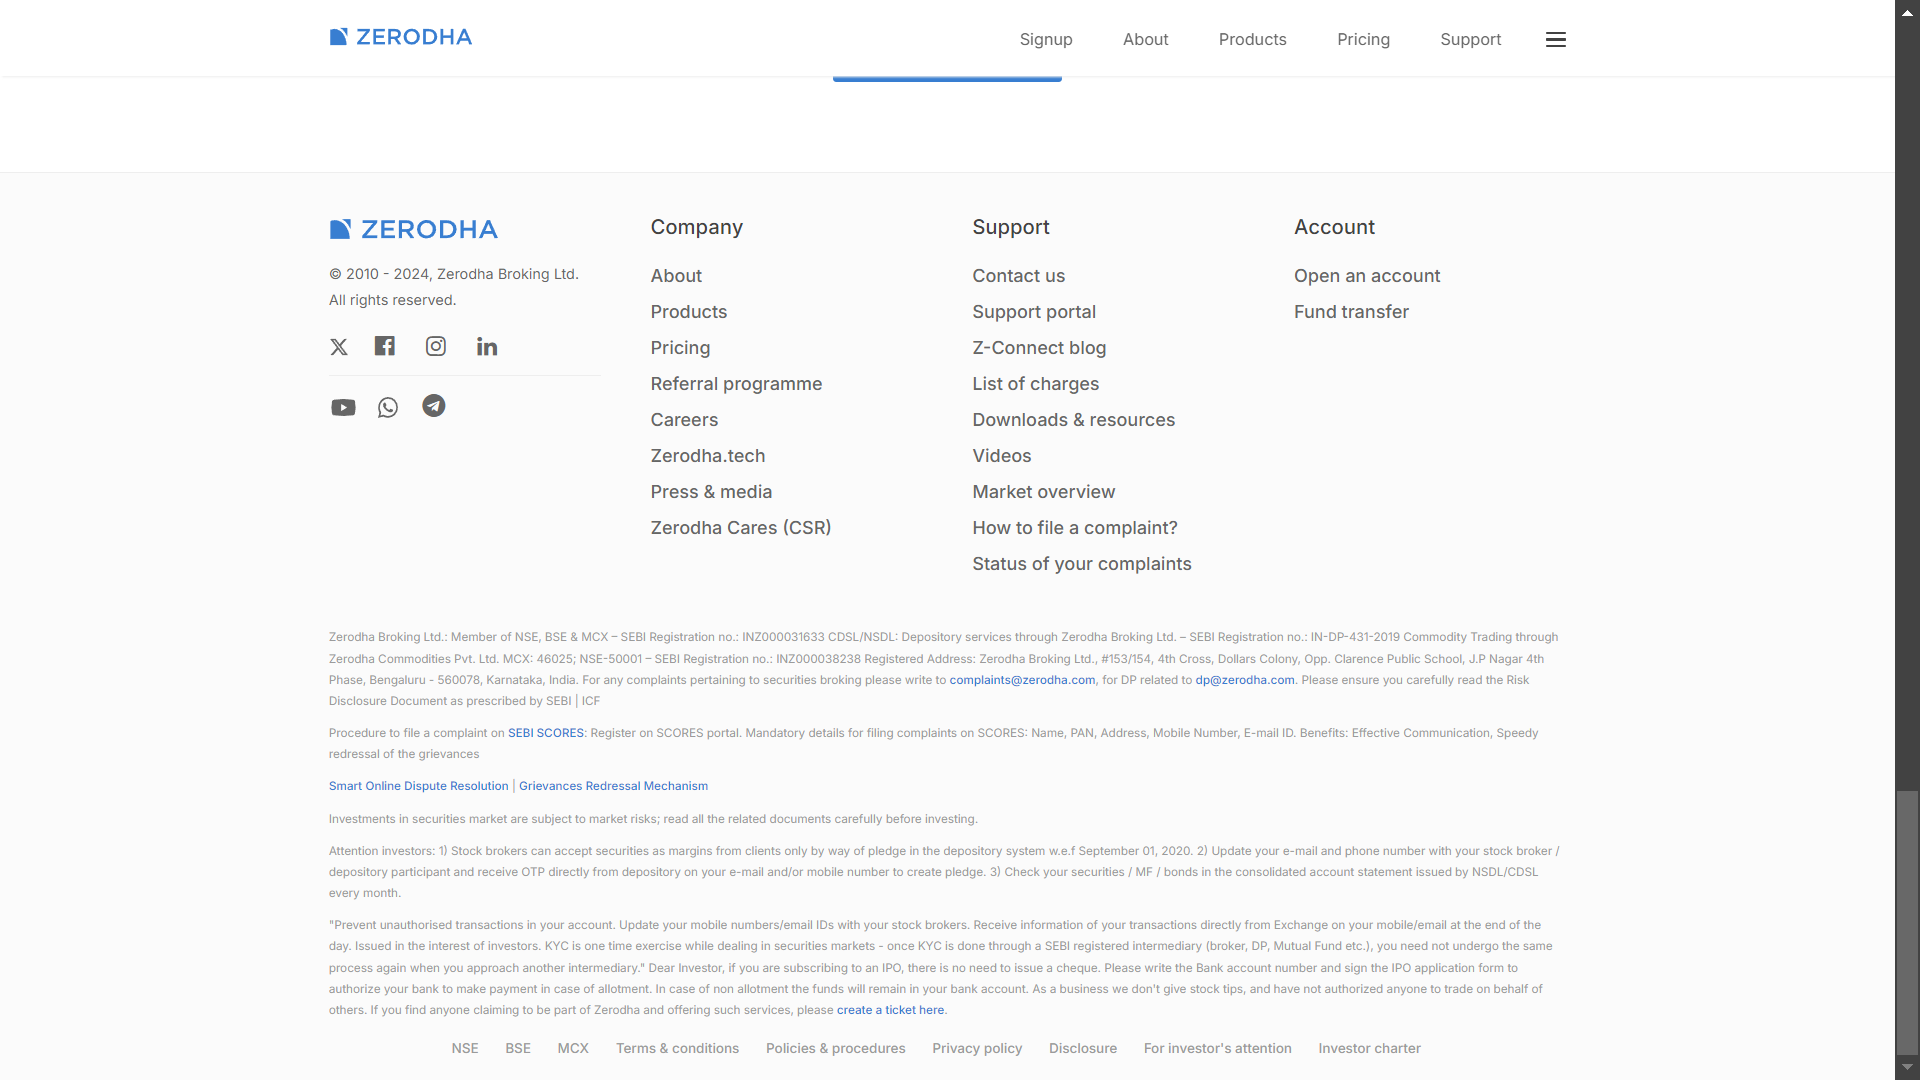 ZERODHA
Signup
About
Products
Pricing
Support
ZERODHA
© 2010 - 2024, Zerodha Broking Ltd.
All rights reserved.
Company
About
Products
Pricing
Referral programme
Careers
Zerodha.tech
Press & media
Zerodha Cares (CSR)
Support
Contact us
Support portal
Z-Connect blog
List of charges
Downloads & resources
Videos
Market overview
How to file a complaint?
Status of your complaints
Account
Open an account
Fund transfer
Zerodha Broking Ltd.: Member of NSE, BSE & MCX – SEBI Registration no.: INZ000031633 CDSL/NSDL: Depository services through Zerodha Broking Ltd. – SEBI Registration no.: IN-DP-431-2019 Commodity Trading through
Zerodha Commodities Pvt. Ltd. MCX: 46025; NSE-50001 – SEBI Registration no.: INZ000038238 Registered Address: Zerodha Broking Ltd., #153/154, 4th Cross, Dollars Colony, Opp. Clarence Public School, J.P Nagar 4th
Phase, Bengaluru - 560078, Karnataka, India. For any complaints pertaining to securities broking please write to complaints@zerodha.com, for DP related to dp@zerodha.com. Please ensure you carefully read the Risk
Disclosure Document as prescribed by SEBI | ICF
Procedure to file a complaint on SEBI SCORES: Register on SCORES portal. Mandatory details for filing complaints on SCORES: Name, PAN, Address, Mobile Number, E-mail ID. Benefits: Effective Communication, Speedy
redressal of the grievances
Smart Online Dispute Resolution | Grievances Redressal Mechanism
Investments in securities market are subject to market risks; read all the related documents carefully before investing.
Attention investors: 1) Stock brokers can accept securities as margins from clients only by way of pledge in the depository system w.e.f September 01, 2020. 2) Update your e-mail and phone number with your stock broker /
depository participant and receive OTP directly from depository on your e-mail and/or mobile number to create pledge. 3) Check your securities / MF / bonds in the consolidated account statement issued by NSDL/CDSL
every month.
"Prevent unauthorised transactions in your account. Update your mobile numbers/email IDs with your stock brokers. Receive information of your transactions directly from Exchange on your mobile/email at the end of the
day. Issued in the interest of investors. KYC is one time exercise while dealing in securities markets - once KYC is done through a SEBI registered intermediary (broker, DP, Mutual Fund etc.), you need not undergo the same
process again when you approach another intermediary." Dear Investor, if you are subscribing to an IPO, there is no need to issue a cheque. Please write the Bank account number and sign the IPO application form to
authorize your bank to make payment in case of allotment. In case of non allotment the funds will remain in your bank account. As a business we don't give stock tips, and have not authorized anyone to trade on behalf of
others. If you find anyone claiming to be part of Zerodha and offering such services, please create a ticket here.
NSE
BSE
MCX
Terms & conditions
Policies & procedures
Privacy policy
Disclosure
For investor's attention
Investor charter